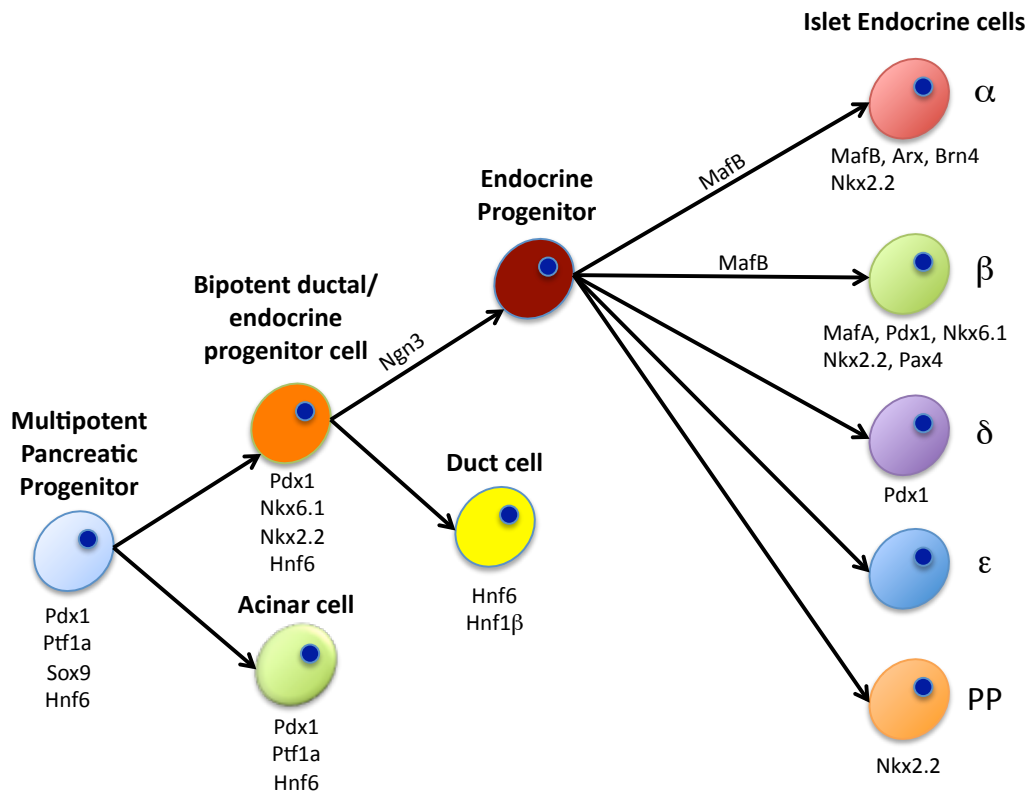 Islet Endocrine cells
α
MafB, Arx, Brn4
Nkx2.2
MafB
Endocrine
Progenitor
MafB
β
MafA, Pdx1, Nkx6.1
Nkx2.2, Pax4
Bipotent ductal/
endocrine
progenitor cell
Ngn3
Pdx1
Nkx6.1
Nkx2.2
Hnf6
δ
Pdx1
Multipotent
Pancreatic
Progenitor
Pdx1
Ptf1a
Sox9
Hnf6
Duct cell
Hnf6
Hnf1β
ε
Acinar cell
Pdx1
Ptf1a
Hnf6
PP
Nkx2.2